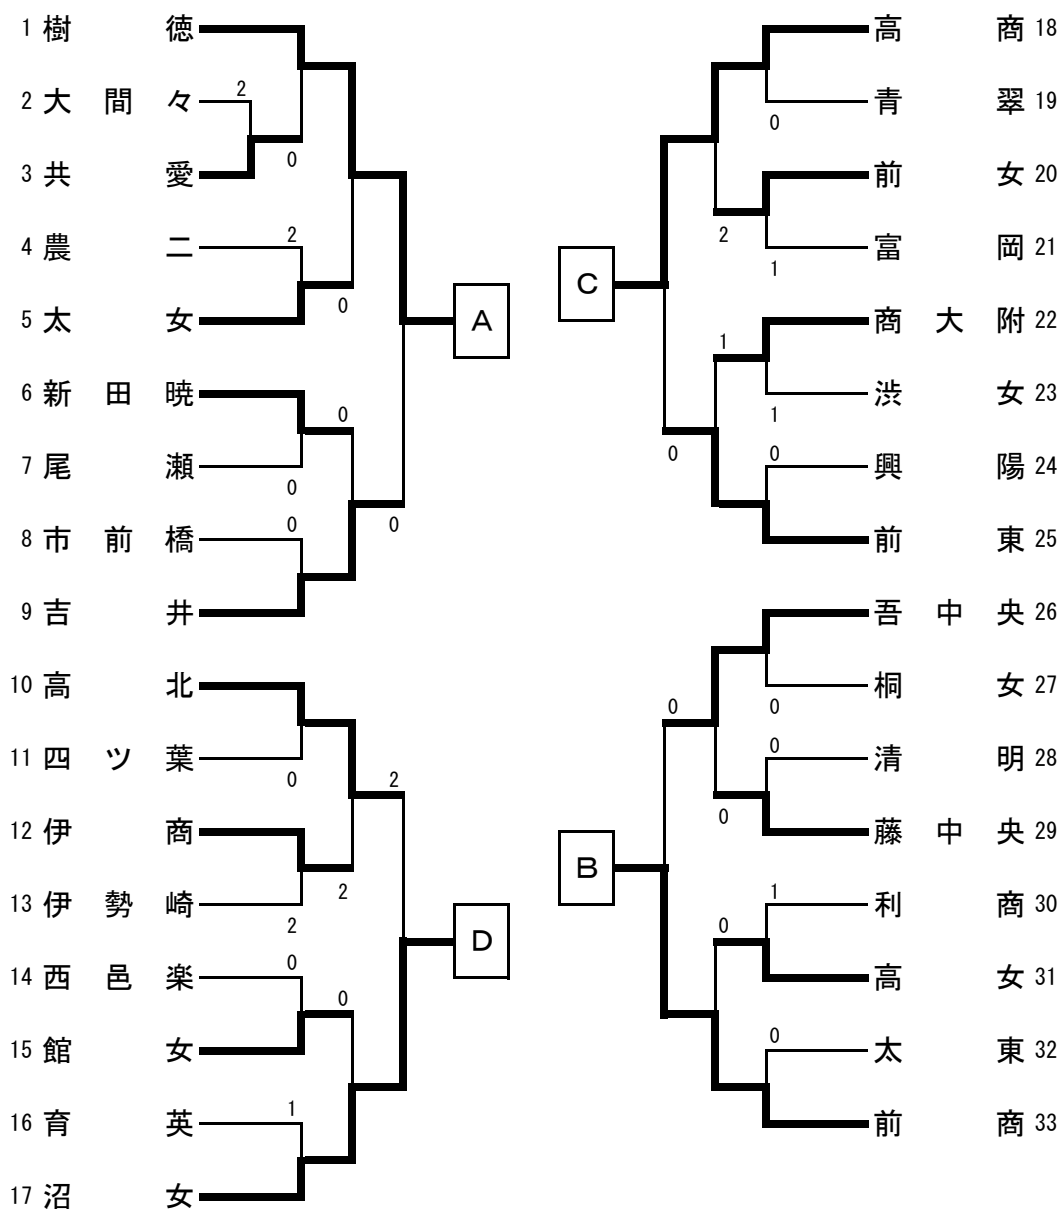 1 樹 徳
2
2 大 間 々
0
3 共 愛
2
4 農 二
0
5 太 女
A
6 新 田 暁
0
7 尾 瀬
0
0
8 市 前 橋
0
9 吉 井
10 高 北
11 四 ツ 葉
0
2
12 伊 商
2
13 伊 勢 崎
2
D
0
14 西 邑 楽
0
15 館 女
1
16 育 英
17 沼 女
高 商 18
青 翠 19
0
前 女 20
2
富 岡 21
1
C
商 大 附 22
1
渋 女 23
1
0
0
興 陽 24
前 東 25
吾 中 央 26
桐 女 27
0
0
0
清 明 28
0
藤 中 央 29
B
1
利 商 30
0
高 女 31
0
太 東 32
前 商 33